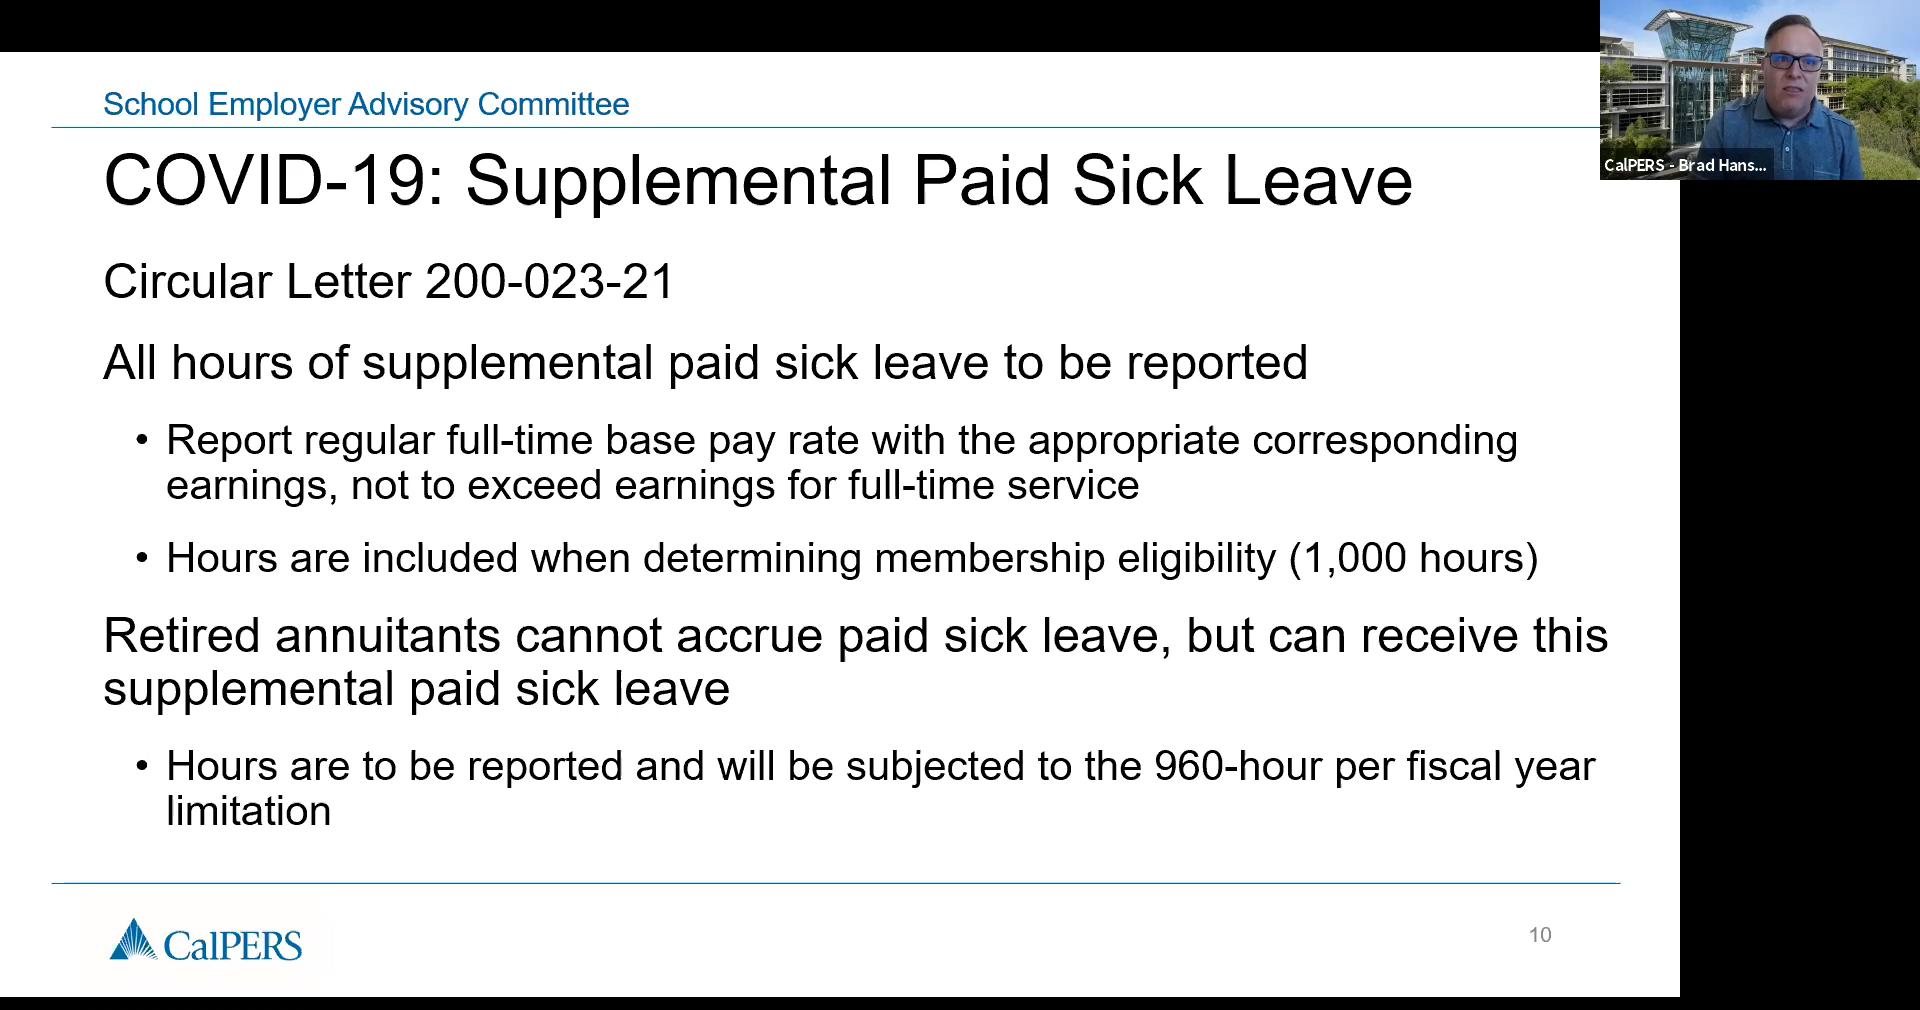 School Employer Advisory Committee
COVID-19: Supplemental Paid Sick Leave
Circular Letter 200-023-21
All hours of supplemental paid sick leave to be reported
• Report regular full-time base pay rate with the appropriate corresponding
earnings, not to exceed earnings for full-time service
• Hours are included when determining membership eligibility (1,000 hours)
Retired annuitants cannot accrue paid sick leave, but can receive this
supplemental paid sick leave
• Hours are to be reported and will be subjected to the 960-hour per fiscal year
limitation
CalPERS
10
CalPERS - Brad Hans...